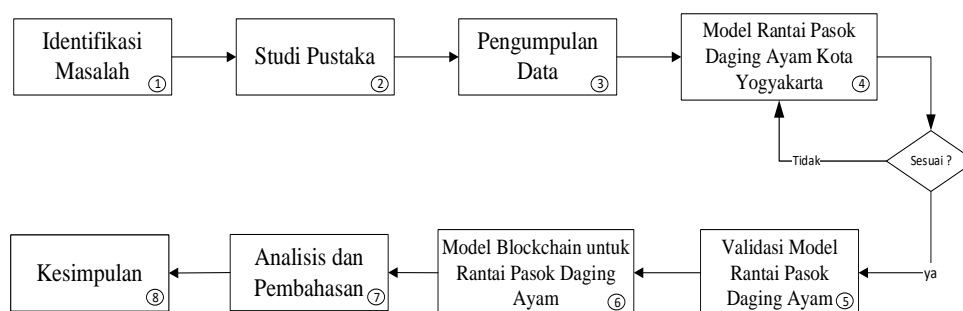 Identifikasi
Masalah
①
Studi Pustaka
②
Pengumpulan
Data
③
Model Rantai Pasok
Daging Ayam Kota
Yogyakarta
④
Sesuai ?
Tidak
ya
Validasi Model
Rantai Pasok
Daging Ayam
⑤
Model Blockchain untuk
Rantai Pasok Daging
Ayam
⑥
Analisis dan
Pembahasan
⑦
Kesimpulan
⑧